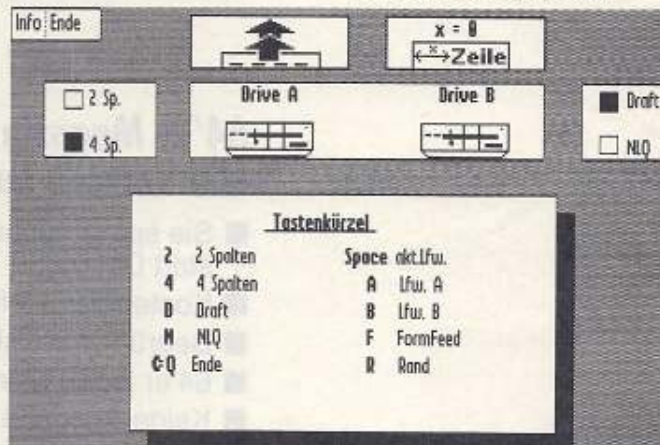 Info Ende
x = 0
Zeile
2 Sp.
4 Sp.
Drive A
Drive B
Draft
NLQ
Tastenkürzel
2 2 Spalten
4 4 Spalten
D Draft
N NLQ
Q Ende
Space akt.Lfw.
A Lfw. A
B Lfw. B
F FormFeed
R Rand